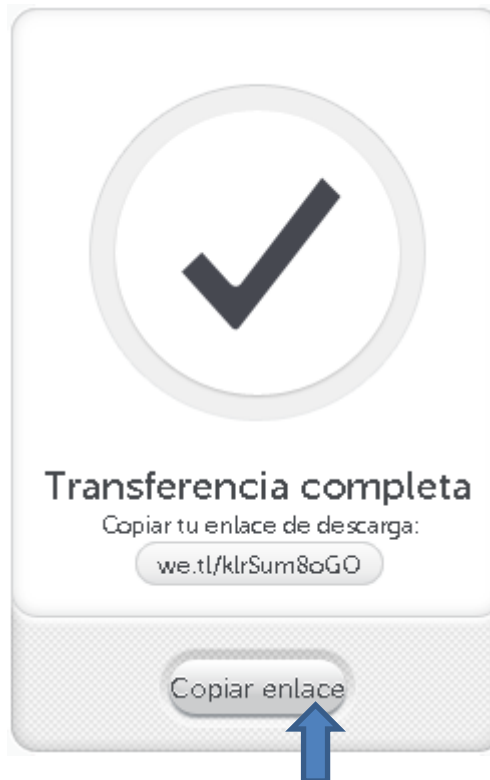 Transferencia completa
Copiar tu enlace de descarga:
we.tl/klrSum8oGO
Copiar enlace